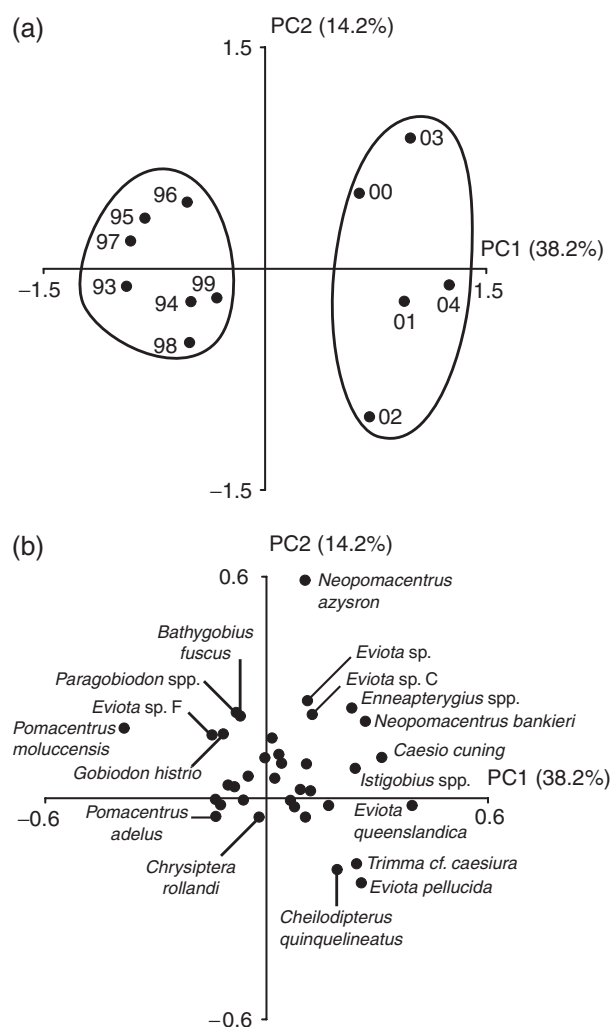 (a)
PC2 (14.2%)
1.5
03
96
00
95
97
PC1 (38.2%)
−1.5
93
99
1.5
94
04
01
98
02
−1.5
(b)
PC2 (14.2%)
0.6
Neopomacentrus
azysron
Bathygobius
fuscus
Eviota sp.
Paragobiodon spp.
Eviota sp. C
Eviota sp. F
Enneapterygius spp.
Pomacentrus
moluccensis
Neopomacentrus bankieri
Gobiodon histrio
Caesio cuning
Istigobius spp.
PC1 (38.2%)
−0.6
Pomacentrus
adelus
Eviota
queenslandica
0.6
Chrysiptera
rollandi
Trimma cf. caesiura
Eviota pellucida
Cheilodipterus
quinquelineatus
−0.6